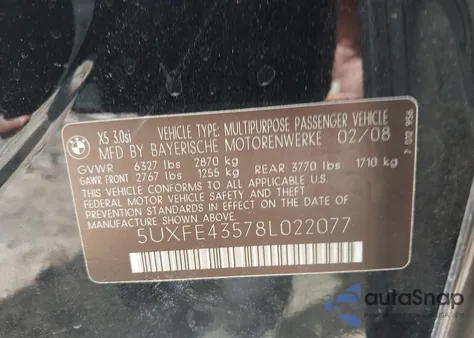 BMW
X5 3.0si
VEHICLE TYPE: MULTIPURPOSE PASSENGER VEHICLE
MFD BY BAYERISCHE MOTORENWERKE 02/08
GVWR 6327 lbs 2870 kg
GAWR FRONT 2767 lbs 1255 kg REAR 3770 lbs 1710 kg
THIS VEHICLE CONFORMS TO ALL APPLICABLE
FEDERAL MOTOR VEHICLE SAFETY AND THEFT
PREVENTION STANDARDS IN EFFECT ON THE DATE OF
MANUFACTURE SHOWN ABOVE.
5UXFE43578L022077
autoSnap